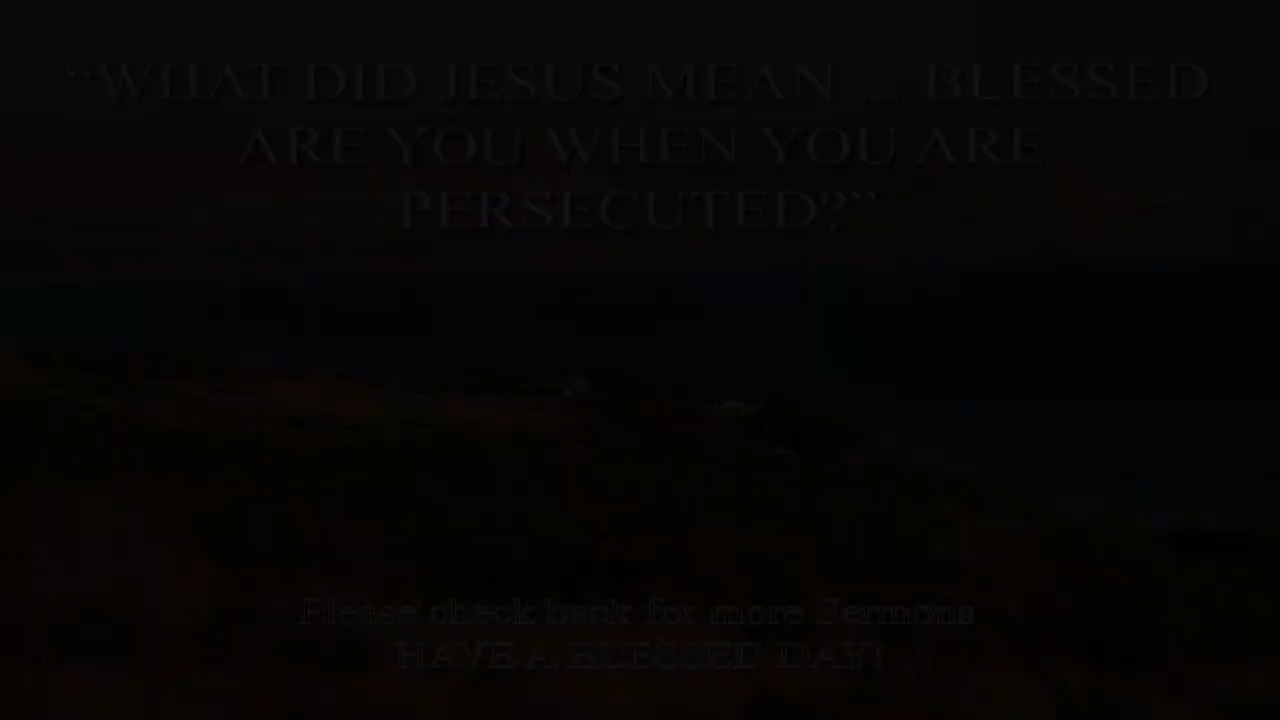 “WHAT DID JESUS MEAN ... BLESSED
ARE YOU WHEN YOU ARE
PERSECUTED?”
Please check back for more Sermons
HAVE A BLESSED DAY!